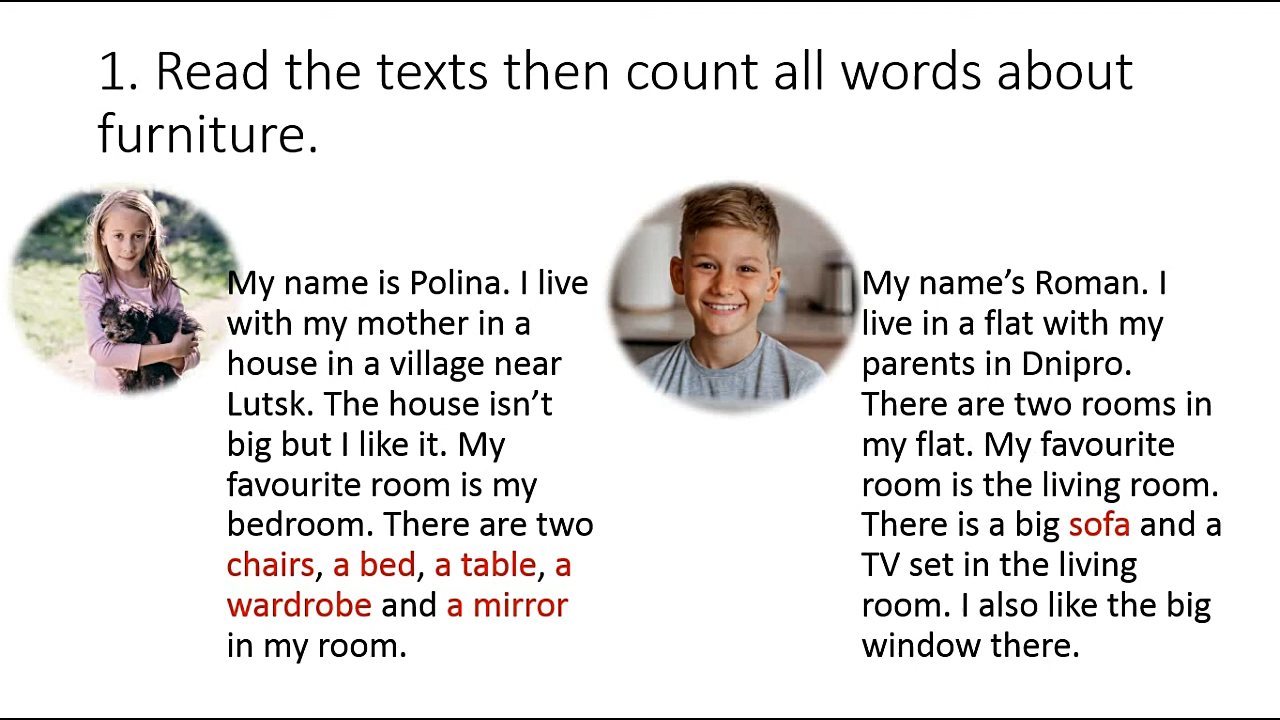 1. Read the texts then count all words about
furniture.
My name is Polina. I live
with my mother in a
house in a village near
Lutsk. The house isn’t
big but I like it. My
favourite room is my
bedroom. There are two
chairs, a bed, a table, a
wardrobe and a mirror
in my room.
My name’s Roman. I
live in a flat with my
parents in Dnipro.
There are two rooms in
my flat. My favourite
room is the living room.
There is a big sofa and a
TV set in the living
room. I also like the big
window there.